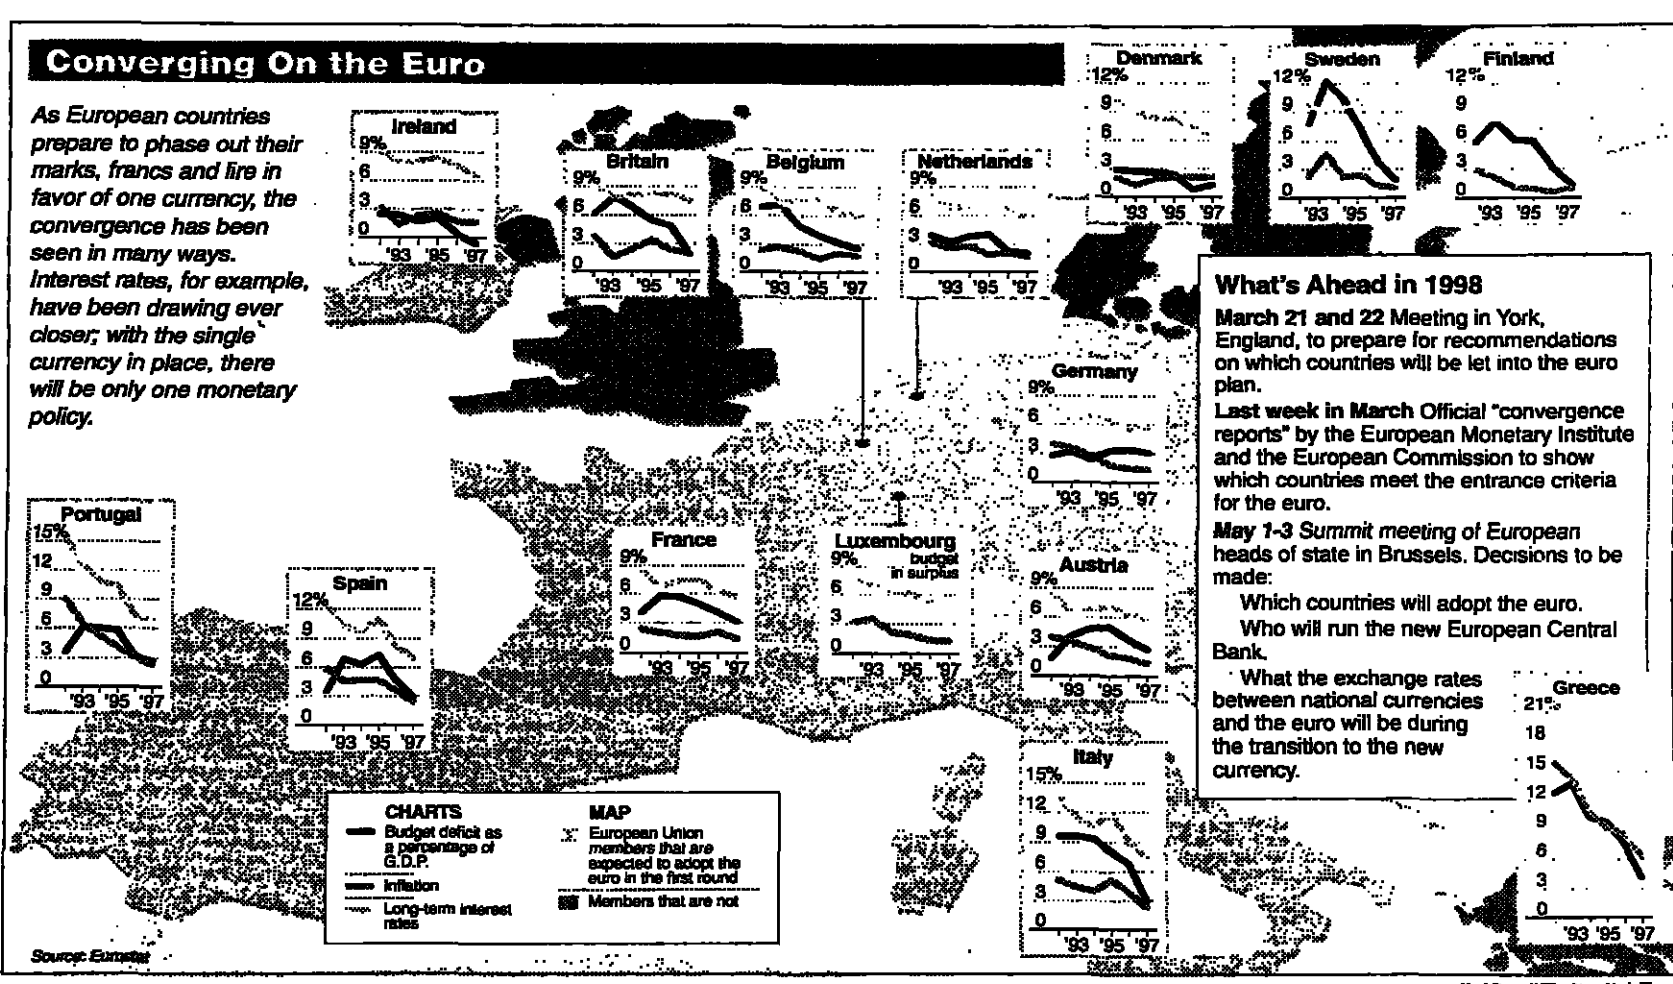 Converging On the Euro
As European countries
prepare to phase out their
marks, francs and lire in
favor of one currency, the
convergence has been
seen in many ways.
Interest rates, for example,
have been drawing ever
closer; with the single
currency in place, there
will be only one monetary
policy.
Ireland
9%
6
3
0
'93 '95 '97
Britain
9%
6
3
0
'93 '95 '97
Belgium
9%
6
3
0
'93 '95 '97
Netherlands
9%
6
3
0
'93 '95 '97
Denmark
12%
9
6
3
0
'93 '95 '97
Sweden
12%
9
6
3
0
'93 '95 '97
Finland
12%
9
6
3
0
'93 '95 '97
What's Ahead in 1998
March 21 and 22 Meeting in York,
England, to prepare for recommendations
on which countries will be let into the euro
plan.
Last week in March Official "convergence
reports" by the European Monetary Institute
and the European Commission to show
which countries meet the entrance criteria
for the euro.
May 1-3 Summit meeting of European
heads of state in Brussels. Decisions to be
made:
Which countries will adopt the euro.
Who will run the new European Central
Bank.
What the exchange rates
between national currencies
and the euro will be during
the transition to the new
currency.
Germany
9%
6
3
0
'93 '95 '97
Portugal
15%
12
9
6
3
0
'93 '95 '97
Spain
12%
9
6
3
0
'93 '95 '97
France
9%
6
3
0
'93 '95 '97
Luxembourg
9% budget
in surplus
6
3
0
'93 '95 '97
Austria
9%
6
3
0
'93 '95 '97
Italy
15%
12
9
6
3
0
'93 '95 '97
Greece
21%
18
15
12
9
6
3
0
'93 '95 '97
CHARTS
Budget deficit as
a percentage of
G.D.P.
Inflation
Long-term interest
rates
MAP
European Union
members that are
expected to adopt the
euro in the first round
Members that are not
Source: Eurostat